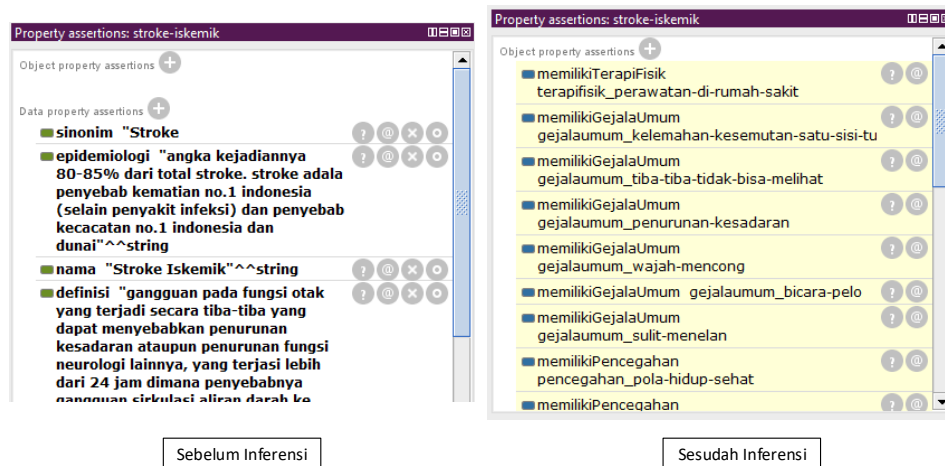 Property assertions: stroke-iskemik
Object property assertions
Data property assertions
sinonim "Stroke
epidemiologi "angka kejadiannya
80-85% dari total stroke. stroke adala
penyebab kematian no.1 indonesia
(selain penyakit infeksi) dan penyebab
kecacatan no.1 indonesia dan
dunai"^^string
nama "Stroke Iskemik"^^string
definisi "gangguan pada fungsi otak
yang terjadi secara tiba-tiba yang
dapat menyebabkan penurunan
kesadaran ataupun penurunan fungsi
neurologi lainnya, yang terjasi lebih
dari 24 jam dimana penyebabnya
gangguan sirkulasi aliran darah ke
Sebelum Inferensi
Property assertions: stroke-iskemik
Object property assertions
memilikiTerapiFisik
terapifisik_perawatan-di-rumah-sakit
memilikiGejalaUmum
gejalaumum_kelemahan-kesemutan-satu-sisi-tu
memilikiGejalaUmum
gejalaumum_tiba-tiba-tidak-bisa-melihat
memilikiGejalaUmum
gejalaumum_penurunan-kesadaran
memilikiGejalaUmum
gejalaumum_wajah-mencong
memilikiGejalaUmum gejalaumum_bicara-pelo
memilikiGejalaUmum
gejalaumum_sulit-menelan
memilikiPencegahan
pencegahan_pola-hidup-sehat
memilikiPencegahan
Sesudah Inferensi